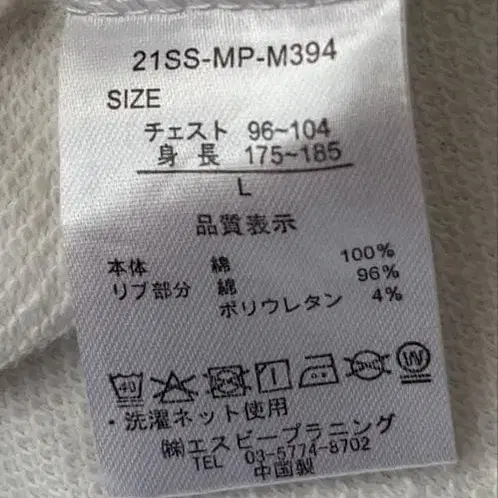 21SS-MP-M394
SIZE
チェスト 96~104
身長 175~185
L
品質表示
本体 綿 100%
リブ部分 綿 96%
ポリウレタン 4%
40
・洗濯ネット使用
㈱エスピープラニング
TEL 03-5774-8702
中国製